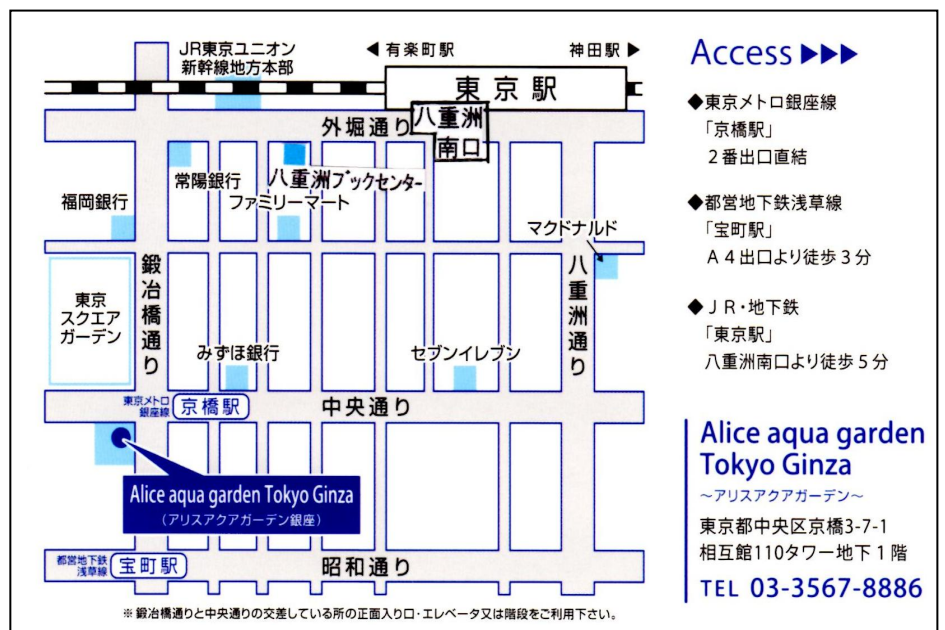 JR東京ユニオン
新幹線地方本部
◀ 有楽町駅
神田駅 ▶
東京駅
外堀通り
八重洲
南口
常陽銀行
八重洲ブックセンター
ファミリーマート
福岡銀行
マクドナルド
鍛冶橋通り
八重洲通り
東京
スクエア
ガーデン
みずほ銀行
セブンイレブン
東京メトロ
銀座線
京橋駅
中央通り
Alice aqua garden Tokyo Ginza
(アリスアクアガーデン銀座)
都営地下鉄
浅草線
宝町駅
昭和通り
※ 鍛冶橋通りと中央通りの交差している所の正面入り口・エレベータ又は階段をご利用下さい。
Access ▶▶▶
◆東京メトロ銀座線
「京橋駅」
2番出口直結
◆都営地下鉄浅草線
「宝町駅」
A4出口より徒歩3分
◆JR・地下鉄
「東京駅」
八重洲南口より徒歩5分
Alice aqua garden
Tokyo Ginza
~アリスアクアガーデン~
東京都中央区京橋3-7-1
相互館110タワー地下1階
TEL 03-3567-8886